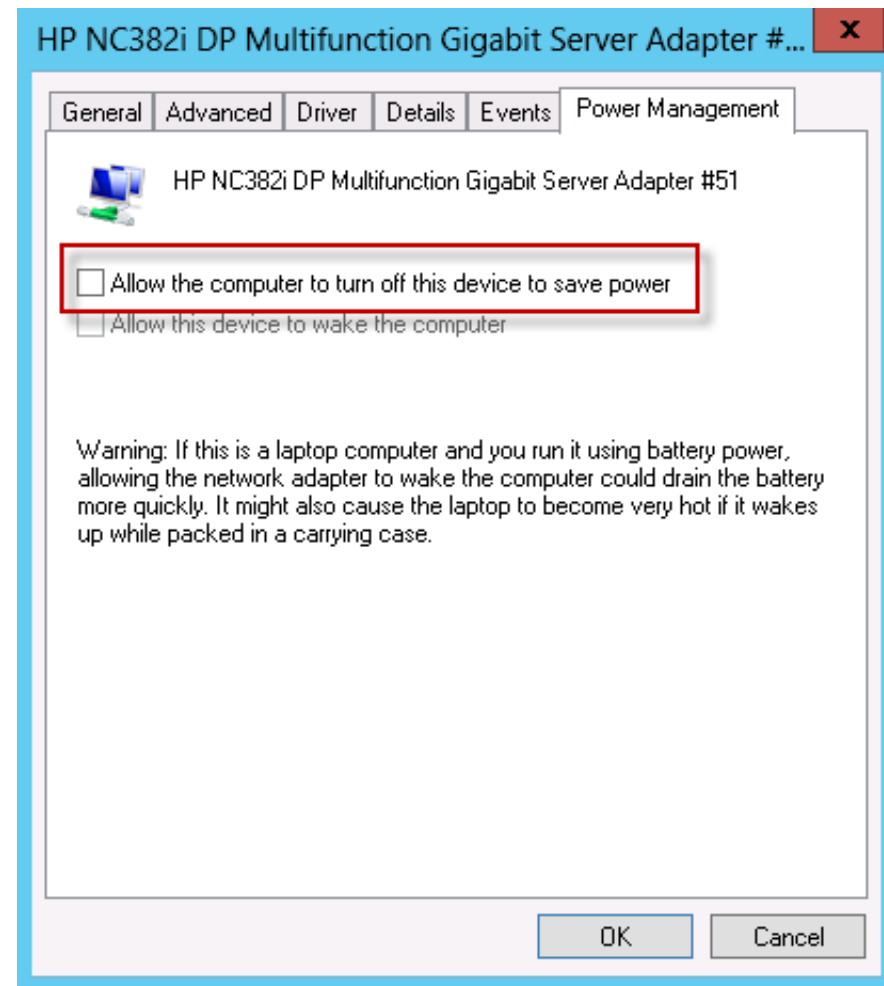 HP NC382i DP Multifunction Gigabit Server Adapter #... x
General Advanced Driver Details Events Power Management
HP NC382i DP Multifunction Gigabit Server Adapter #51
Allow the computer to turn off this device to save power
Allow this device to wake the computer
Warning: If this is a laptop computer and you run it using battery power,
allowing the network adapter to wake the computer could drain the battery
more quickly. It might also cause the laptop to become very hot if it wakes
up while packed in a carrying case.
OK Cancel